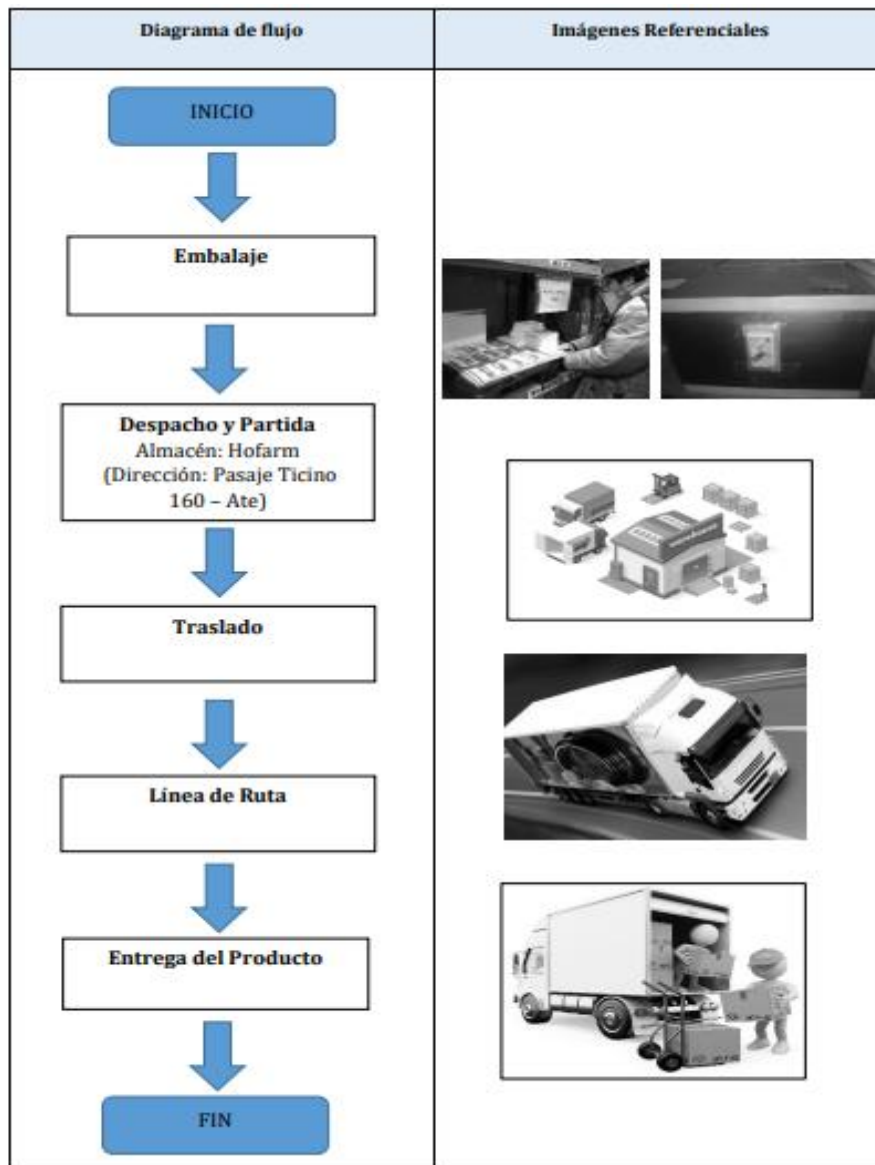 Diagrama de flujo
Imágenes Referenciales
INICIO
Embalaje
Despacho y Partida
Almacén: Hofarm
(Dirección: Pasaje Ticino
160 – Ate)
Traslado
Línea de Ruta
Entrega del Producto
FIN